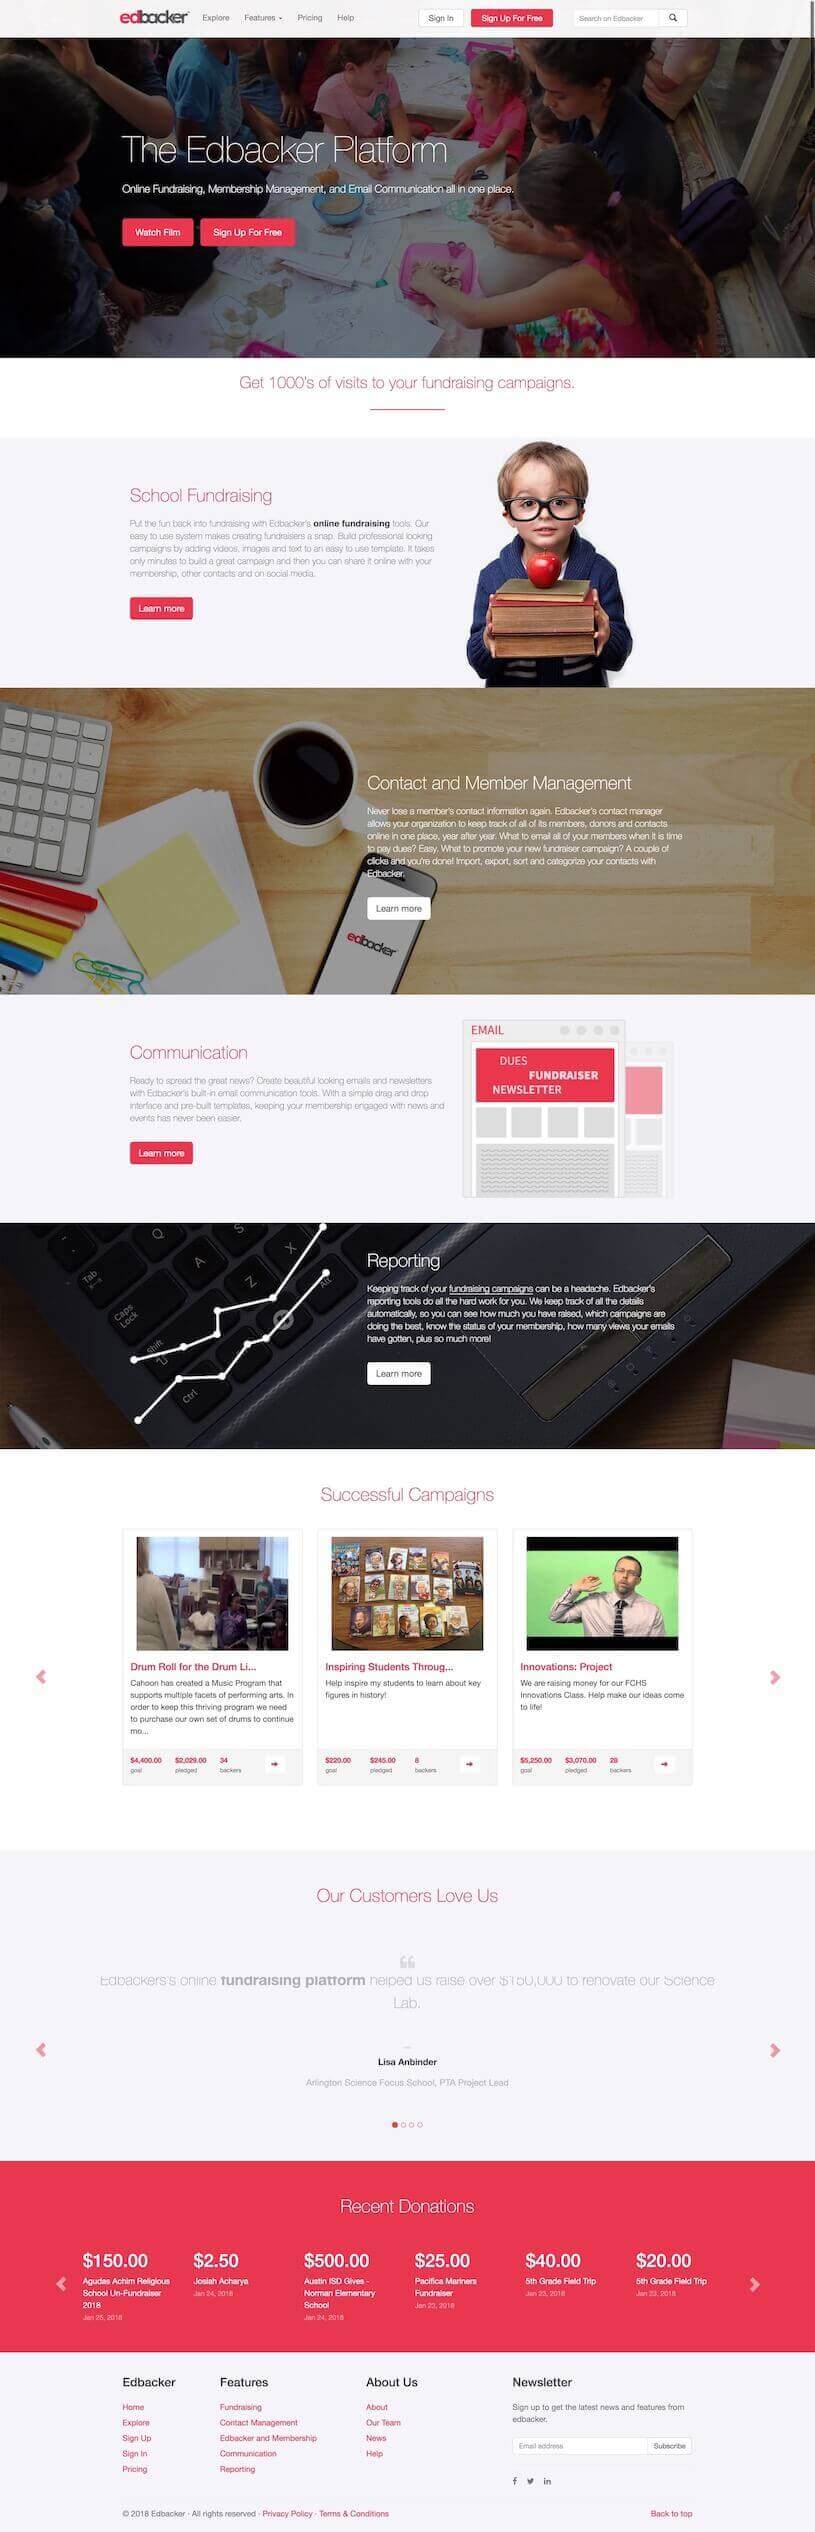 edbacker
Explore Features Pricing Help Sign In Sign Up For Free Search on Edbacker
The Edbacker Platform
Online Fundraising, Membership Management, and Email Communication all in one place.
Watch Film Sign Up For Free
Get 1000's of visits to your fundraising campaigns.
School Fundraising
Put the fun back into fundraising with Edbacker's online fundraising tools. Our
easy to use system makes creating fundraisers a snap. Build professional looking
campaigns by adding videos, images and text to an easy to use template. It takes
only minutes to build a great campaign and then you can share it online with your
membership, other contacts and on social media.
Learn more
Contact and Member Management
Never lose a member's contact information again. Edbacker's contact manager
allows your organization to keep track of all of its members, donors and contacts
online in one place, year after year. What to email all of your members when it is time
to pay dues? Easy. What to promote your new fundraiser campaign? A couple of
clicks and you're done! Import, export, sort and categorize your contacts with
Edbacker.
Learn more
edbacker
Communication
Ready to spread the great news? Create beautiful looking emails and newsletters
with Edbacker's built-in email communication tools. With a simple drag and drop
interface and pre-built templates, keeping your membership engaged with news and
events has never been easier.
Learn more
EMAIL
DUES
FUNDRAISER
NEWSLETTER
Reporting
Keeping track of your fundraising campaigns can be a headache. Edbacker's
reporting tools do all the hard work for you. We keep track of all the details
automatically, so you can see how much you have raised, which campaigns are
doing the best, know the status of your membership, how many views your emails
have gotten, plus so much more!
Learn more
Q
Tab
A
S
X
Z
Alt
Caps
Lock
Shift
Ctrl
Successful Campaigns
Drum Roll for the Drum Li...
Cahoon has created a Music Program that
supports multiple facets of performing arts. In
order to keep this thriving program we need
to purchase our own set of drums to continue
mo...
$4,400.00 $2,029.00 34
goal pledged backers
Inspiring Students Throug...
Help inspire my students to learn about key
figures in history!
$220.00 $245.00 8
goal pledged backers
Innovations: Project
We are raising money for our FCHS
Innovations Class. Help make our ideas come
to life!
$5,250.00 $3,070.00 28
goal pledged backers
Our Customers Love Us
Edbackers's online fundraising platform helped us raise over $150,000 to renovate our Science
Lab.
Lisa Anbinder
Arlington Science Focus School, PTA Project Lead
Recent Donations
$150.00
Agudas Achim Religious
School Un-Fundraiser
2018
Jan 25, 2018
$2.50
Josiah Acharya
Jan 24, 2018
$500.00
Austin ISD Gives -
Norman Elementary
School
Jan 24, 2018
$25.00
Pacifica Mariners
Fundraiser
Jan 23, 2018
$40.00
5th Grade Field Trip
Jan 23, 2018
$20.00
5th Grade Field Trip
Jan 23, 2018
Edbacker
Home
Explore
Sign Up
Sign In
Pricing
Features
Fundraising
Contact Management
Edbacker and Membership
Communication
Reporting
About Us
About
Our Team
News
Help
Newsletter
Sign up to get the latest news and features from
edbacker.
Email address Subscribe
© 2018 Edbacker · All rights reserved · Privacy Policy · Terms & Conditions
Back to top